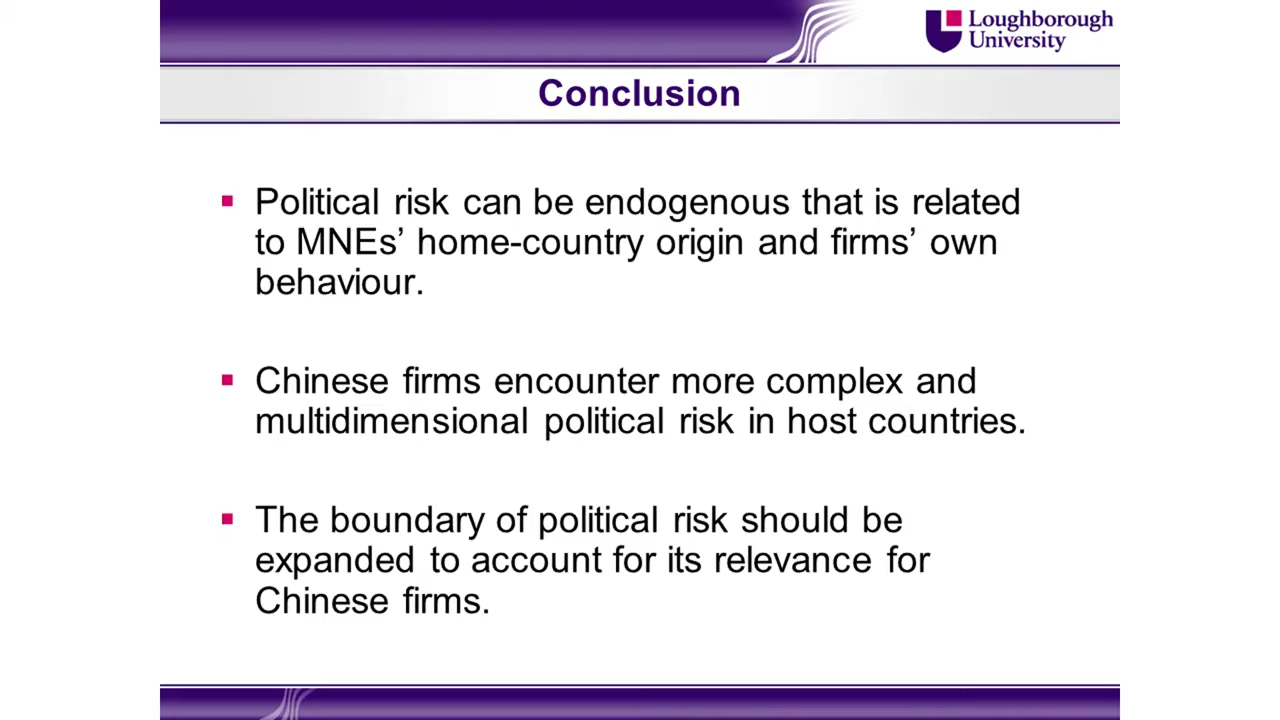 Loughborough
University
Conclusion
▪ Political risk can be endogenous that is related
to MNEs’ home-country origin and firms’ own
behaviour.
▪ Chinese firms encounter more complex and
multidimensional political risk in host countries.
▪ The boundary of political risk should be
expanded to account for its relevance for
Chinese firms.